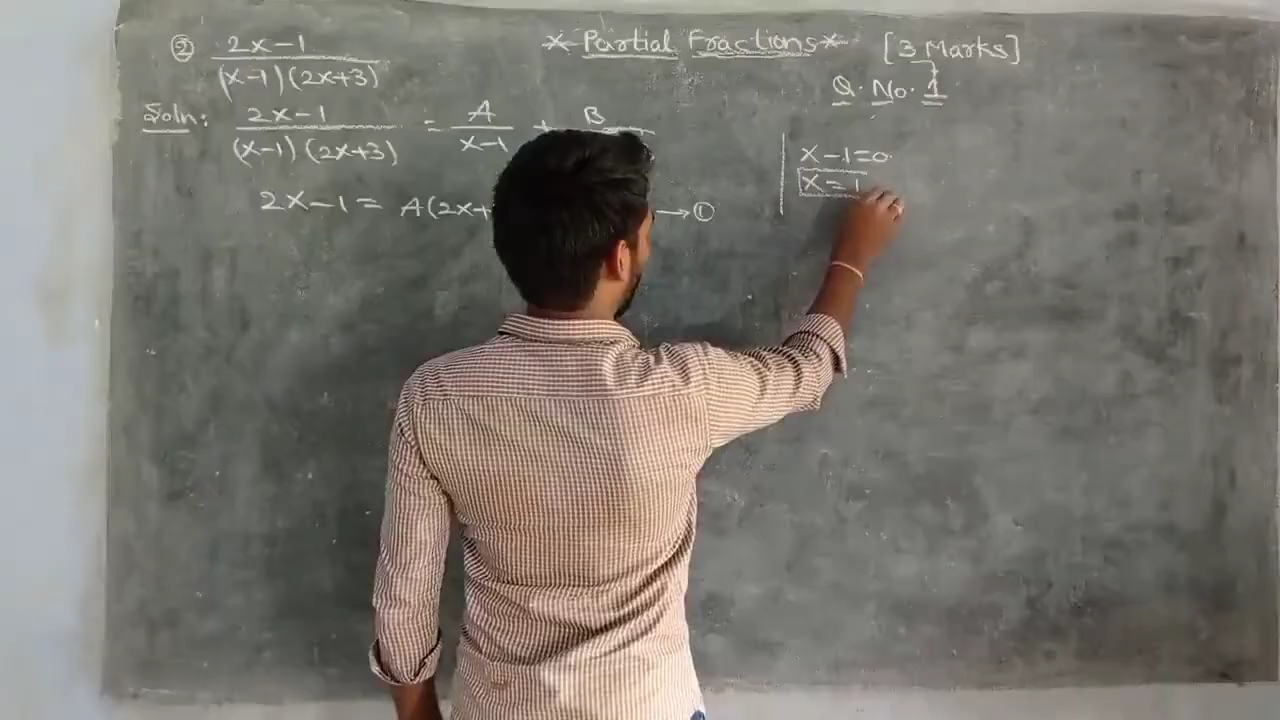 * Partial Fractions * [3 Marks]
Q. No. 1
② 2x-1 / (x-1)(2x+3)
Soln: 2x-1 / (x-1)(2x+3) = A / x-1 + B
2x-1 = A(2x+ → ①
x-1=0
x=1